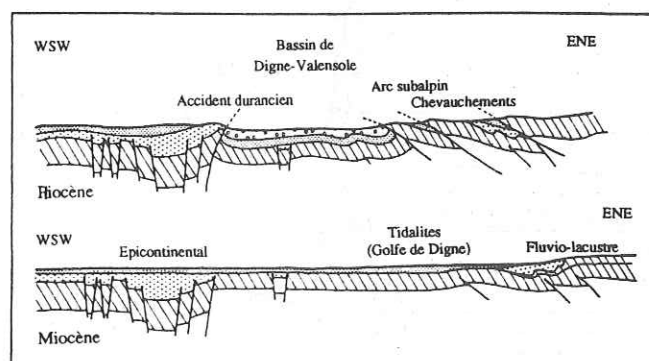 WSW
Bassin de
Digne-Valensole
ENE
Accident durancien
Arc subalpin
Chevauchements
Pliocène
ENE
WSW
Epicontinental
Tidalites
(Golfe de Digne)
Fluvio-lacustre
Miocène